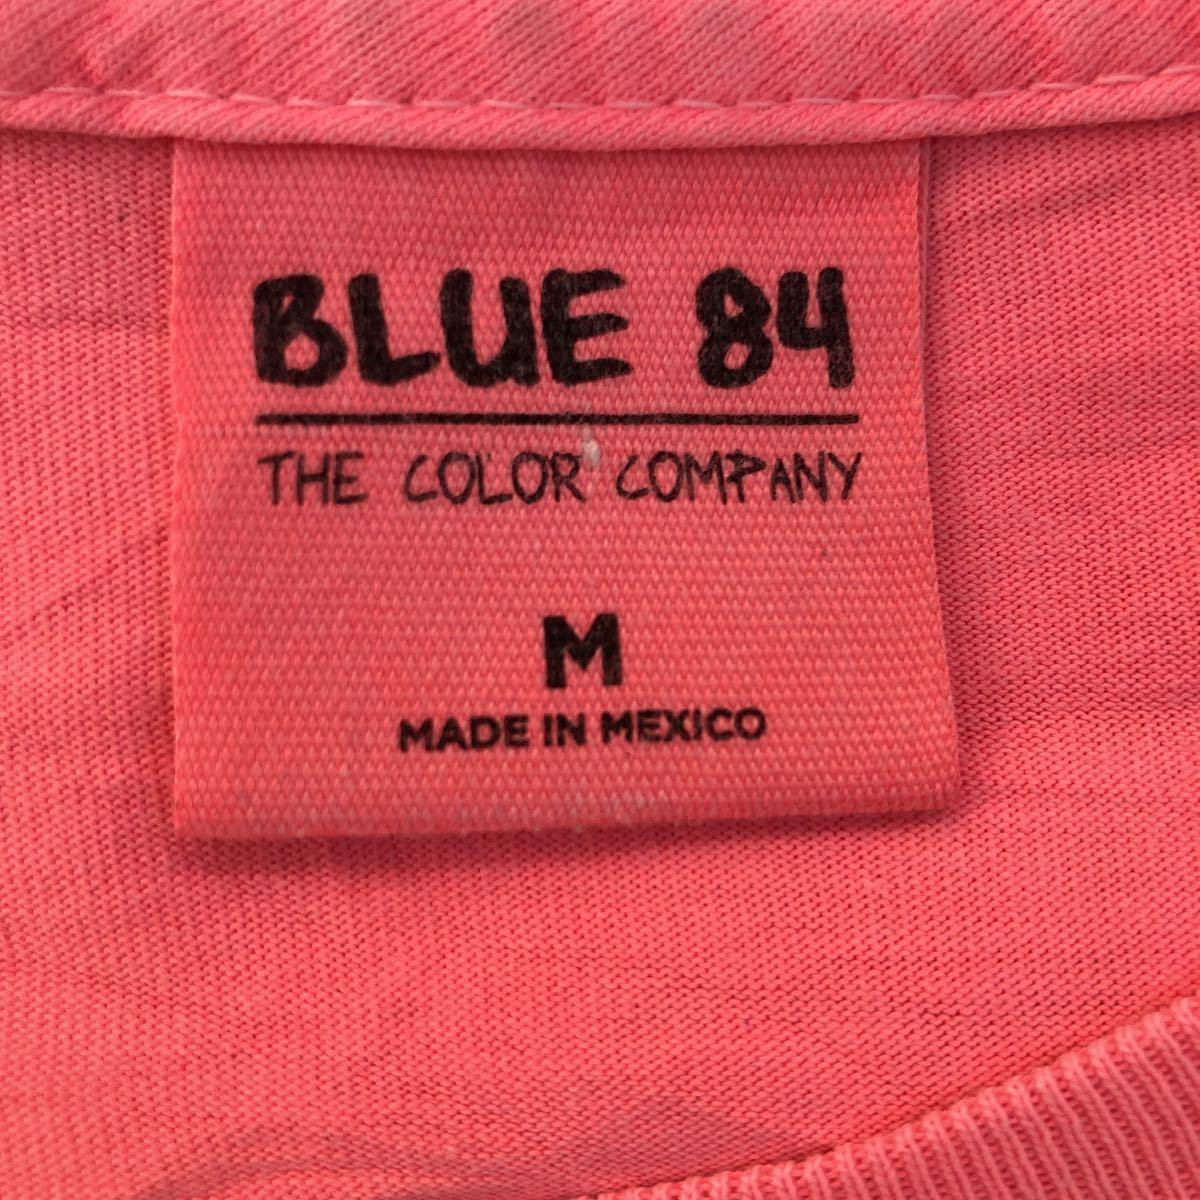 BLUE 84
THE COLOR COMPANY
M
MADE IN MEXICO